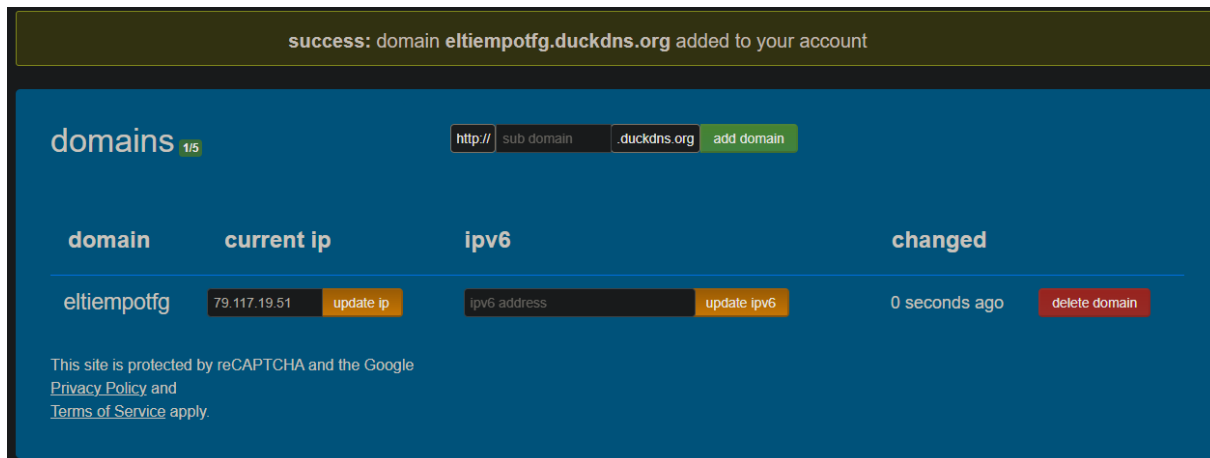 success: domain eltiempotfg.duckdns.org added to your account
domains 1/5
http:// sub domain .duckdns.org add domain
domain current ip ipv6 changed
eltiempotfg 79.117.19.51 update ip ipv6 address update ipv6 0 seconds ago delete domain
This site is protected by reCAPTCHA and the Google
Privacy Policy and
Terms of Service apply.